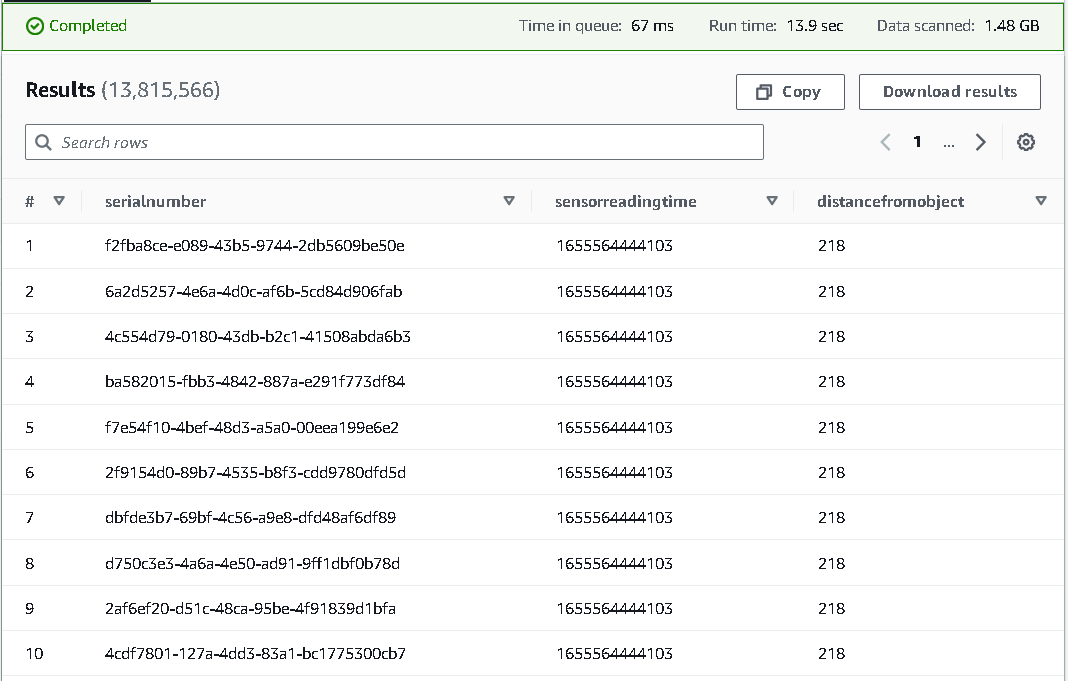 Completed Time in queue: 67 ms Run time: 13.9 sec Data scanned: 1.48 GB
Results (13,815,566) Copy Download results
Search rows 1 ...
# serialnumber sensorreadingtime distancefromobject
1 f2fba8ce-e089-43b5-9744-2db5609be50e 1655564444103 218
2 6a2d5257-4e6a-4d0c-af6b-5cd84d906fab 1655564444103 218
3 4c554d79-0180-43db-b2c1-41508abda6b3 1655564444103 218
4 ba582015-fbb3-4842-887a-e291f773df84 1655564444103 218
5 f7e54f10-4bef-48d3-a5a0-00eea199e6e2 1655564444103 218
6 2f9154d0-89b7-4535-b8f3-cdd9780dfd5d 1655564444103 218
7 dbfde3b7-69bf-4c56-a9e8-dfd48af6df89 1655564444103 218
8 d750c3e3-4a6a-4e50-ad91-9ff1dbf0b78d 1655564444103 218
9 2af6ef20-d51c-48ca-95be-4f91839d1bfa 1655564444103 218
10 4cdf7801-127a-4dd3-83a1-bc1775300cb7 1655564444103 218